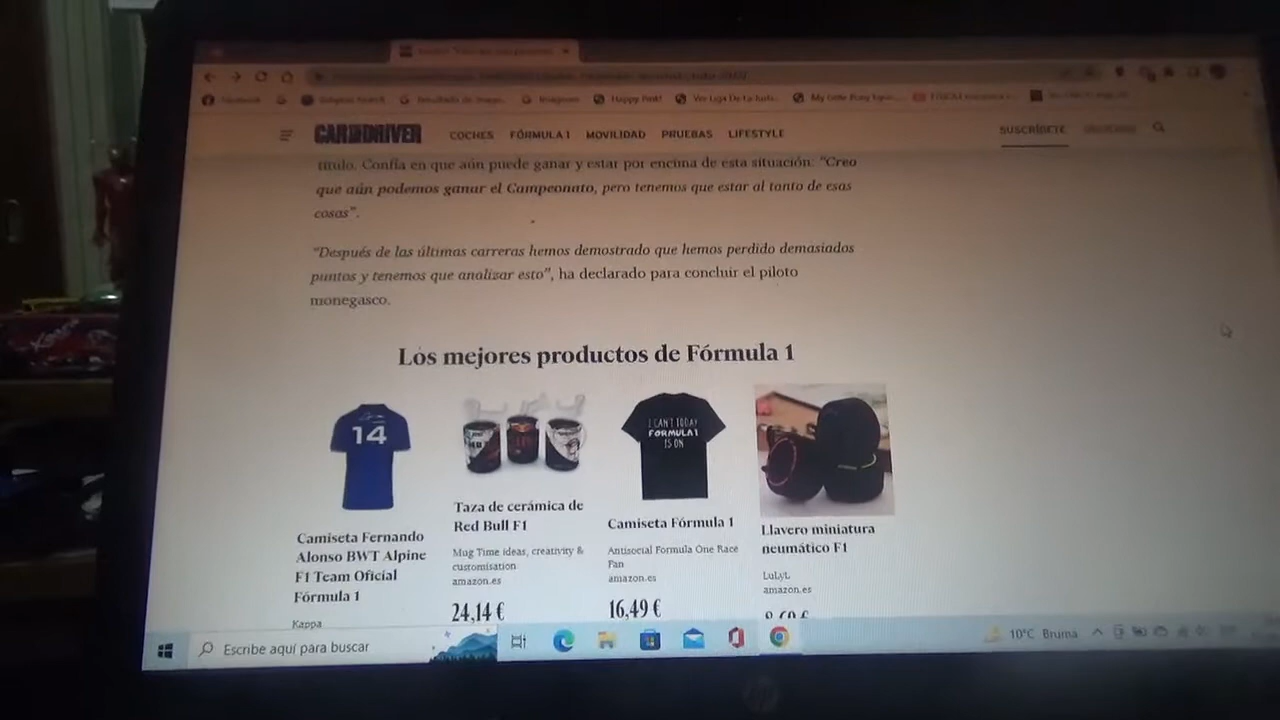 Facebook
Happy Pink!
CAR AND DRIVER
COCHES FÓRMULA 1 MOVILIDAD PRUEBAS LIFESTYLE
SUSCRÍBETE
título. Confía en que aún puede ganar y estar por encima de esta situación: "Creo
que aún podemos ganar el Campeonato, pero tenemos que estar al tanto de esas
cosas".
"Después de las últimas carreras hemos demostrado que hemos perdido demasiados
puntos y tenemos que analizar esto", ha declarado para concluir el piloto
monegasco.
Los mejores productos de Fórmula 1
14
I CAN'T TODAY
FORMULA 1
IS ON
Camiseta Fernando
Alonso BWT Alpine
F1 Team Oficial
Fórmula 1
Kappa
Taza de cerámica de
Red Bull F1
Mug Time ideas, creativity &
customisation
amazon.es
24,14 €
Camiseta Fórmula 1
Antisocial Formula One Race
Fan
amazon.es
16,49 €
Llavero miniatura
neumático F1
LuLyL
amazon.es
Escribe aquí para buscar
10°C Bruma